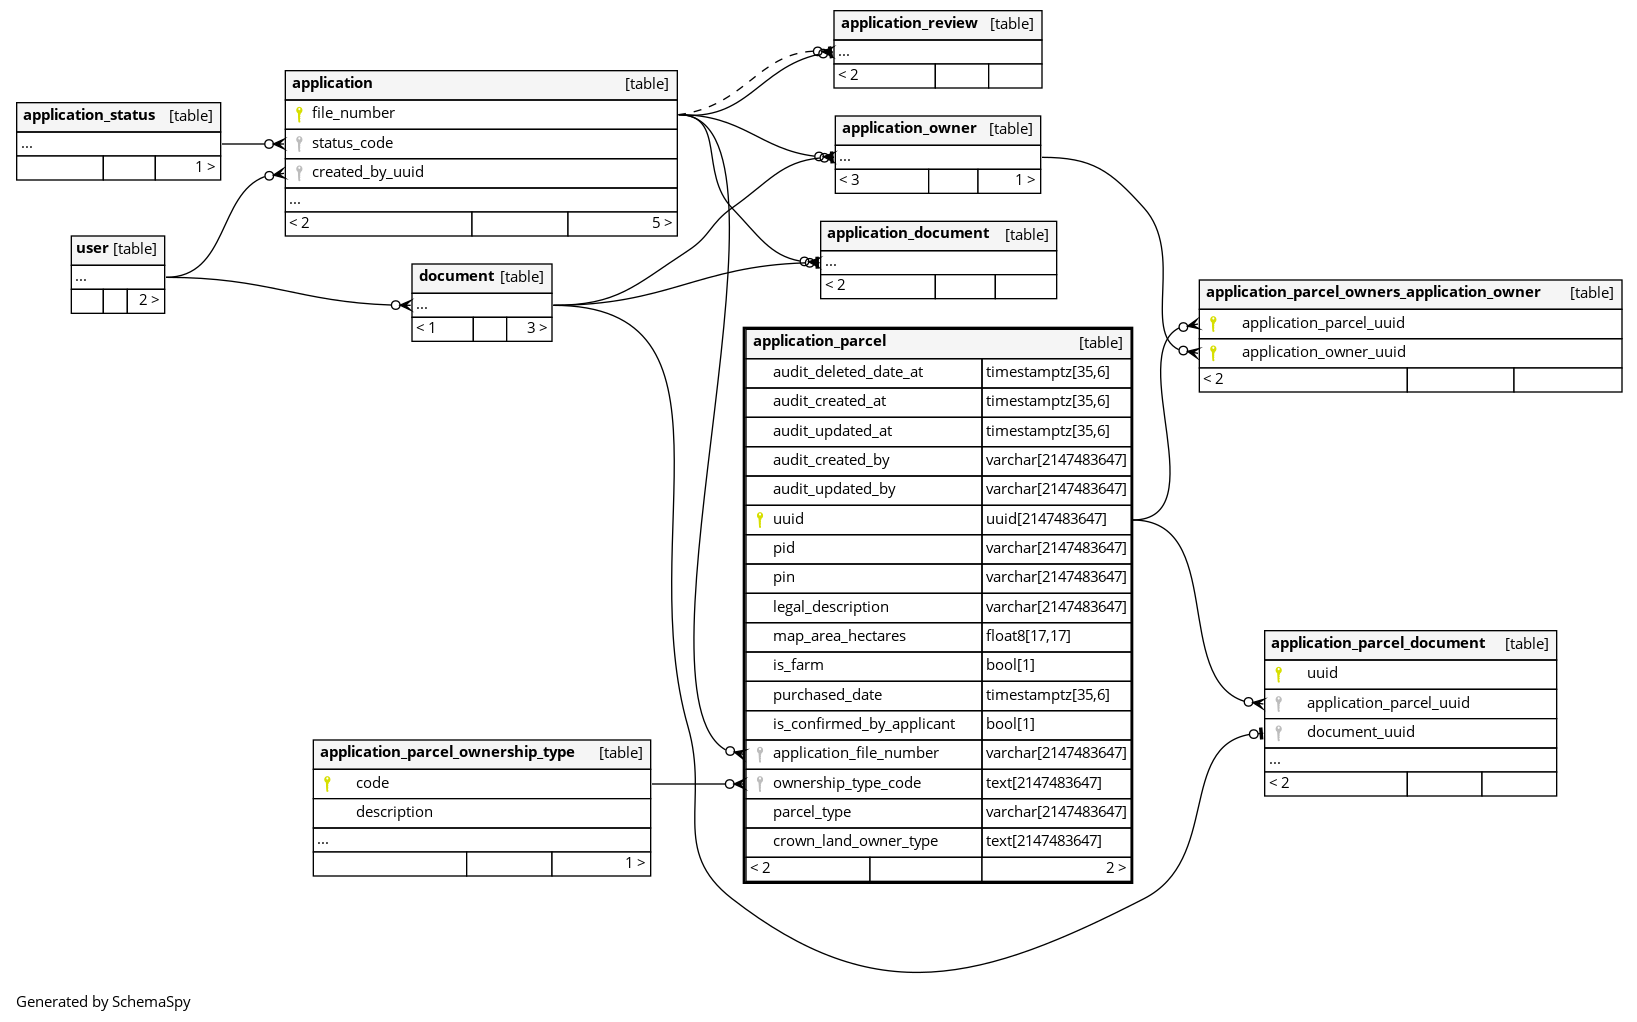 application_review [table]
...
< 2
application [table]
file_number
status_code
created_by_uuid
...
< 2 5 >
application_status [table]
...
1 >
application_owner [table]
...
< 3 1 >
user [table]
...
2 >
application_document [table]
...
< 2
document [table]
...
< 1 3 >
application_parcel_owners_application_owner [table]
application_parcel_uuid
application_owner_uuid
< 2
application_parcel [table]
audit_deleted_date_at timestamptz[35,6]
audit_created_at timestamptz[35,6]
audit_updated_at timestamptz[35,6]
audit_created_by varchar[2147483647]
audit_updated_by varchar[2147483647]
uuid uuid[2147483647]
pid varchar[2147483647]
pin varchar[2147483647]
legal_description varchar[2147483647]
map_area_hectares float8[17,17]
is_farm bool[1]
purchased_date timestamptz[35,6]
is_confirmed_by_applicant bool[1]
application_file_number varchar[2147483647]
ownership_type_code text[2147483647]
parcel_type varchar[2147483647]
crown_land_owner_type text[2147483647]
< 2 2 >
application_parcel_document [table]
uuid
application_parcel_uuid
document_uuid
...
< 2
application_parcel_ownership_type [table]
code
description
...
1 >
Generated by SchemaSpy